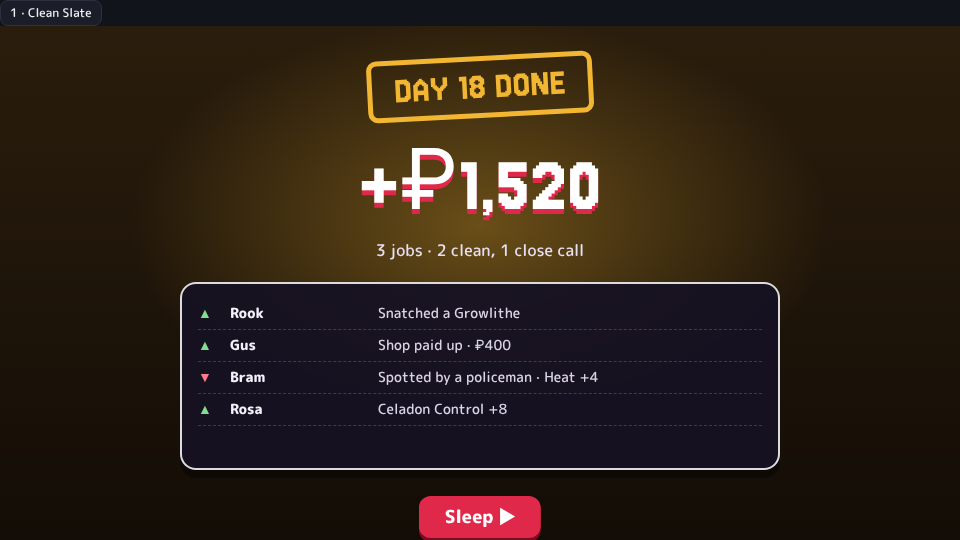 1 · Clean Slate
DAY 18 DONE
+₽1,520
3 jobs · 2 clean, 1 close call
▲ Rook Snatched a Growlithe
▲ Gus Shop paid up · ₽400
▼ Bram Spotted by a policeman · Heat +4
▲ Rosa Celadon Control +8
Sleep ▶